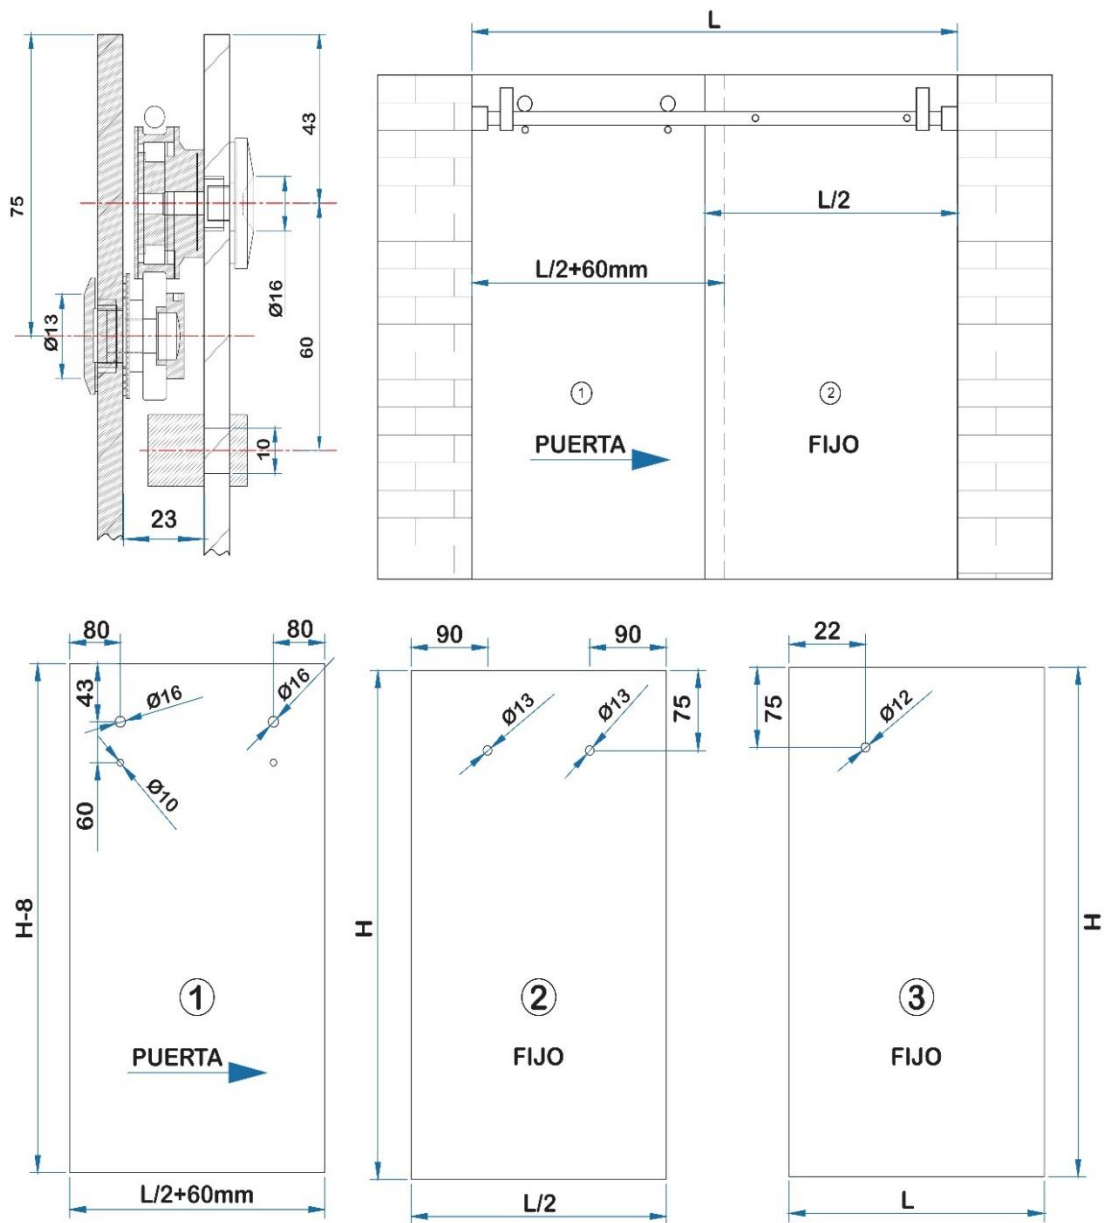 75
43
Ø16
Ø13
60
10
23
L
L/2
L/2+60mm
①
PUERTA
②
FIJO
80
80
43
Ø16
Ø16
Ø10
60
H-8
①
PUERTA
L/2+60mm
90
90
Ø13
Ø13
75
H
②
FIJO
L/2
22
75
Ø12
H
③
FIJO
L